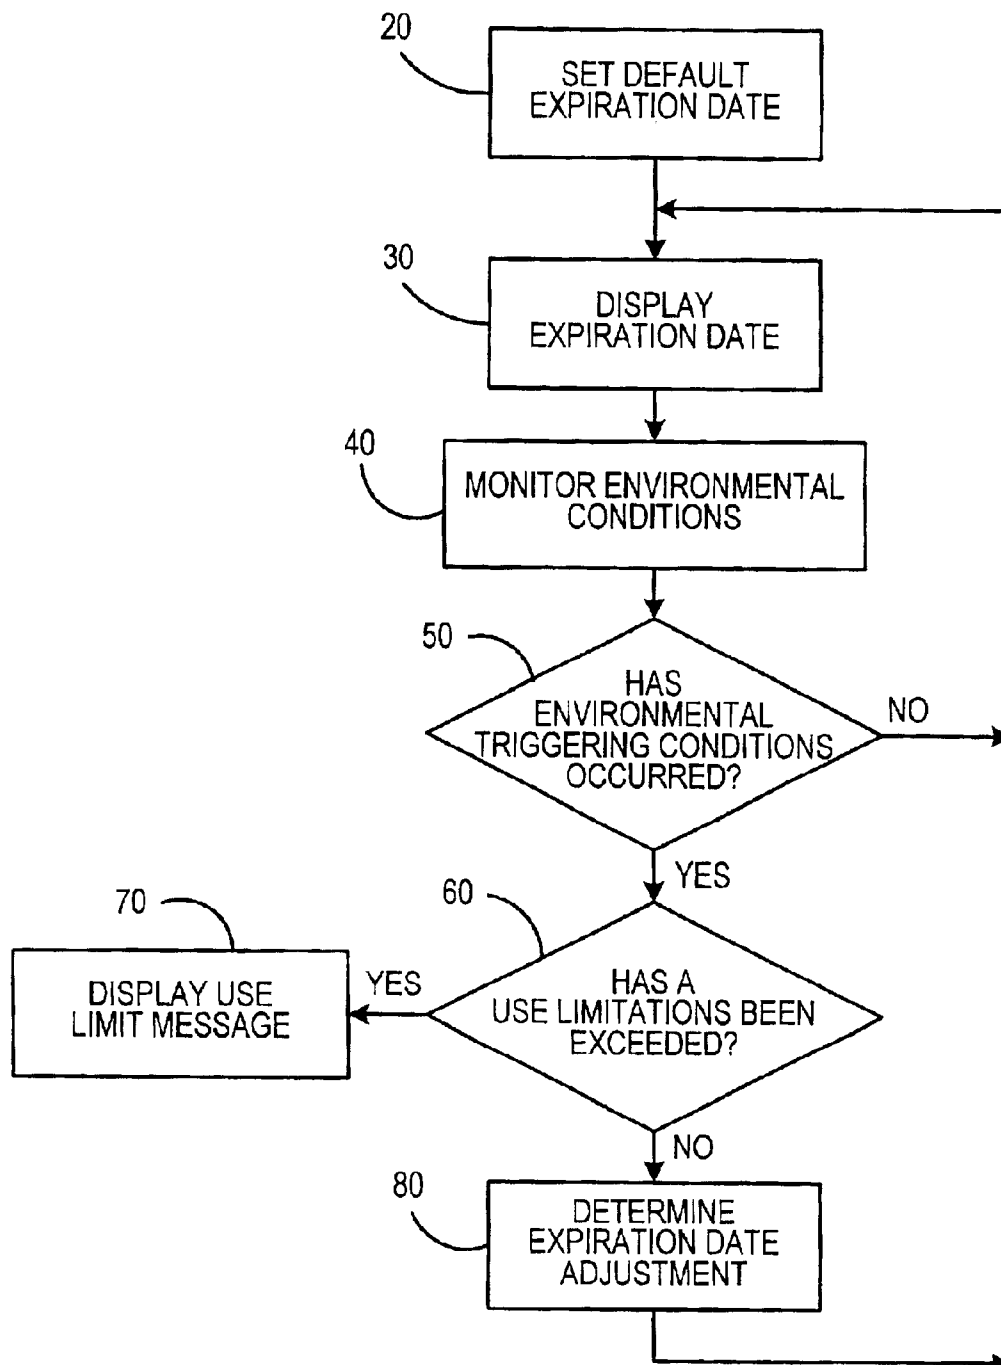 20
SET DEFAULT
EXPIRATION DATE
30
DISPLAY
EXPIRATION DATE
40
MONITOR ENVIRONMENTAL
CONDITIONS
50
HAS
ENVIRONMENTAL
TRIGGERING CONDITIONS
OCCURRED?
NO
YES
60
HAS A
USE LIMITATIONS BEEN
EXCEEDED?
YES
70
DISPLAY USE
LIMIT MESSAGE
NO
80
DETERMINE
EXPIRATION DATE
ADJUSTMENT